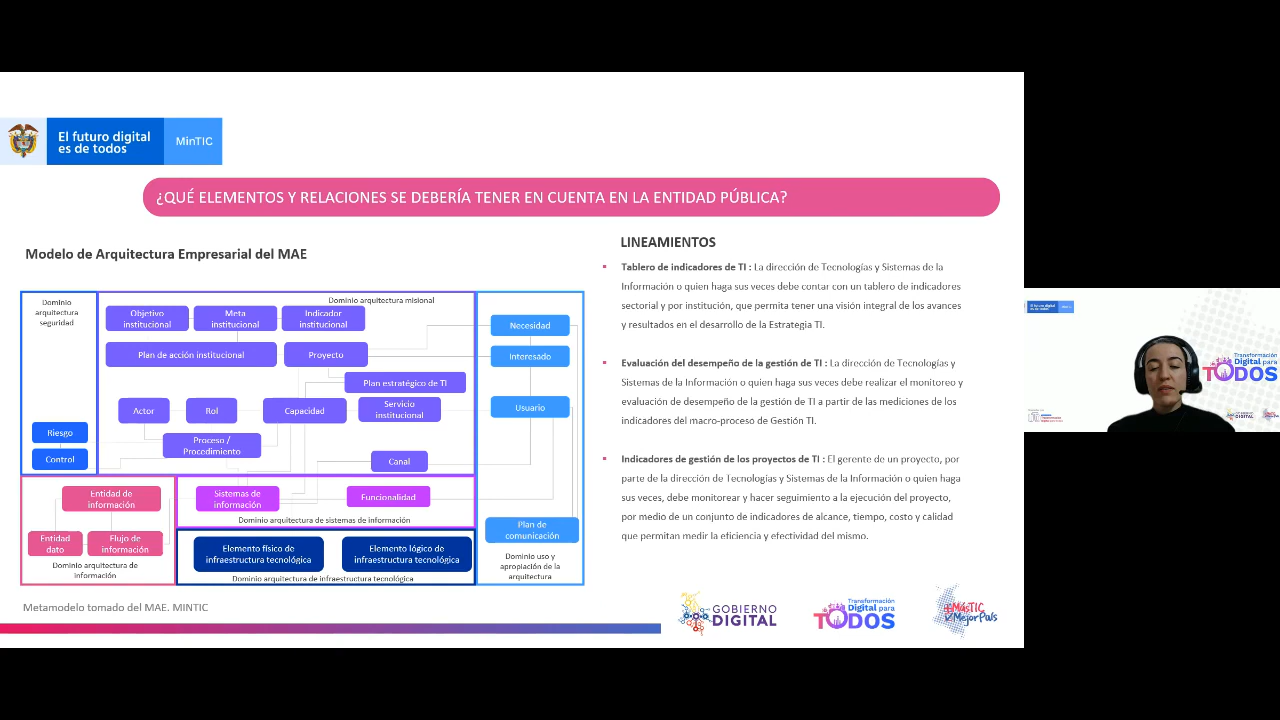 El futuro digital
es de todos
MinTIC
¿QUÉ ELEMENTOS Y RELACIONES SE DEBERÍA TENER EN CUENTA EN LA ENTIDAD PÚBLICA?
Modelo de Arquitectura Empresarial del MAE
Dominio
arquitectura
seguridad
Riesgo
Control
Dominio arquitectura misional
Objetivo
institucional
Meta
institucional
Indicador
institucional
Plan de acción institucional
Proyecto
Plan estratégico de TI
Actor
Rol
Capacidad
Servicio
institucional
Proceso /
Procedimiento
Canal
Necesidad
Interesado
Usuario
Plan de
comunicación
Dominio uso y
apropiación de la
arquitectura
Entidad de
información
Entidad
dato
Flujo de
información
Dominio arquitectura de
información
Sistemas de
información
Funcionalidad
Dominio arquitectura de sistemas de información
Elemento físico de
infraestructura tecnológica
Elemento lógico de
infraestructura tecnológica
Dominio arquitectura de infraestructura tecnológica
Metamodelo tomado del MAE. MINTIC
LINEAMIENTOS
Tablero de indicadores de TI : La dirección de Tecnologías y Sistemas de la
Información o quien haga sus veces debe contar con un tablero de indicadores
sectorial y por institución, que permita tener una visión integral de los avances
y resultados en el desarrollo de la Estrategia TI.
Evaluación del desempeño de la gestión de TI : La dirección de Tecnologías y
Sistemas de la Información o quien haga sus veces debe realizar el monitoreo y
evaluación de desempeño de la gestión de TI a partir de las mediciones de los
indicadores del macro-proceso de Gestión TI.
Indicadores de gestión de los proyectos de TI : El gerente de un proyecto, por
parte de la dirección de Tecnologías y Sistemas de la Información o quien haga
sus veces, debe monitorear y hacer seguimiento a la ejecución del proyecto,
por medio de un conjunto de indicadores de alcance, tiempo, costo y calidad
que permitan medir la eficiencia y efectividad del mismo.
GOBIERNO
DIGITAL
Transformación
Digital para
TODOS
+MásTIC
MejorPaís
Transformación
Digital para
TODOS